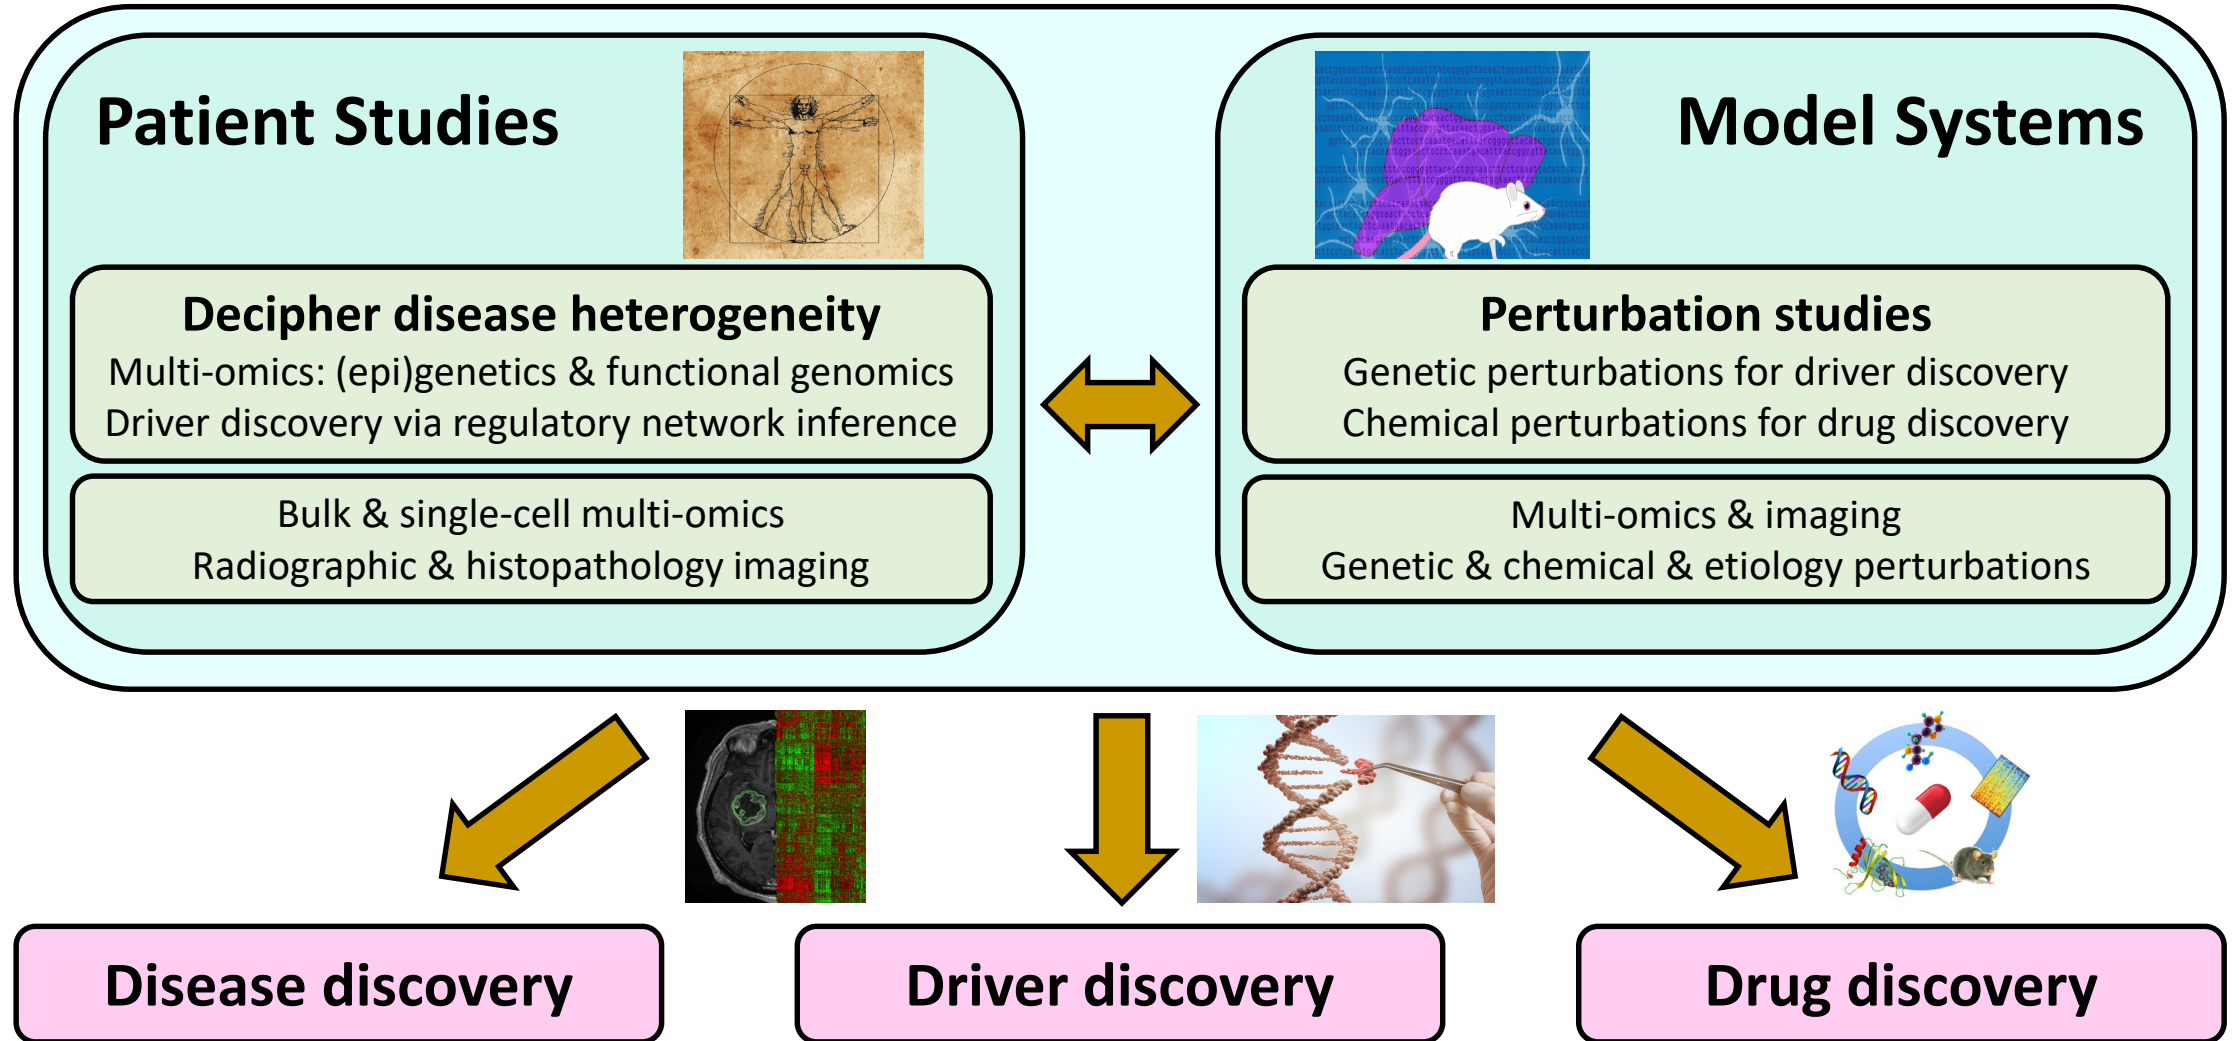 Patient Studies
Model Systems
Decipher disease heterogeneity
Multi-omics: (epi)genetics & functional genomics
Driver discovery via regulatory network inference
Bulk & single-cell multi-omics
Radiographic & histopathology imaging
Perturbation studies
Genetic perturbations for driver discovery
Chemical perturbations for drug discovery
Multi-omics & imaging
Genetic & chemical & etiology perturbations
Disease discovery
Driver discovery
Drug discovery